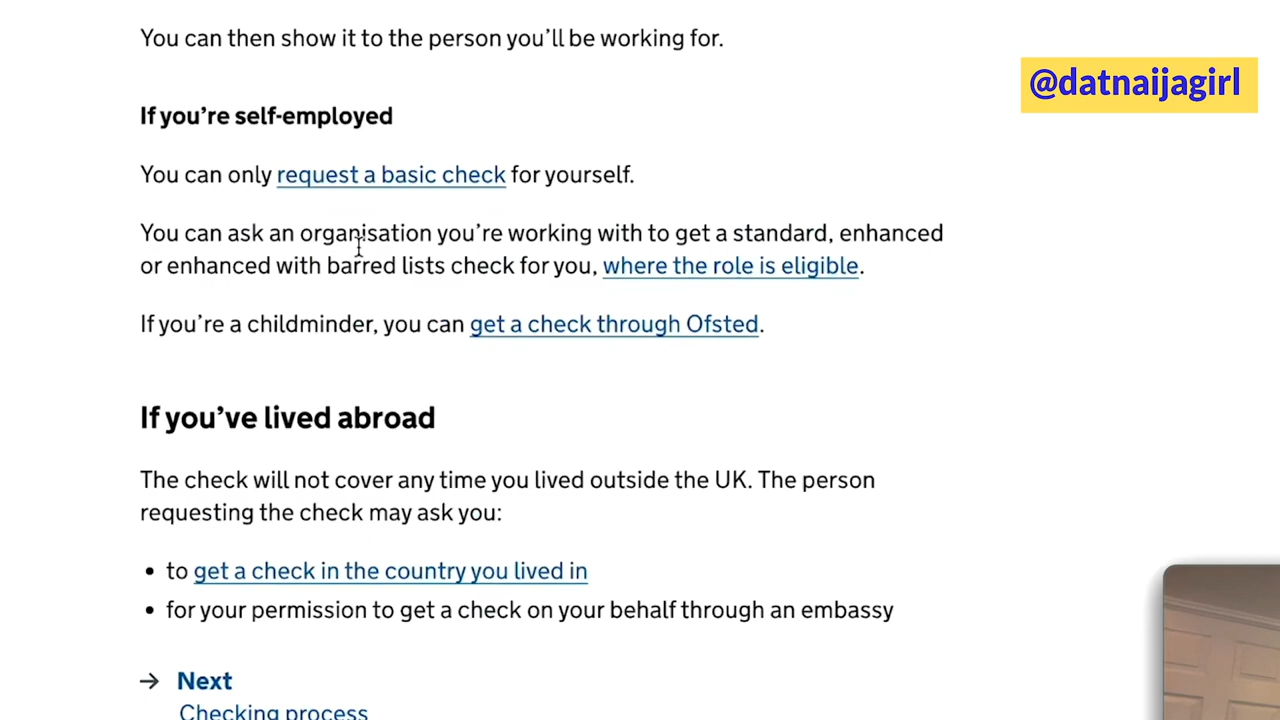 You can then show it to the person you'll be working for.
@datnaijagirl
If you're self-employed
You can only request a basic check for yourself.
You can ask an organisation you're working with to get a standard, enhanced
or enhanced with barred lists check for you, where the role is eligible.
If you're a childminder, you can get a check through Ofsted.
If you've lived abroad
The check will not cover any time you lived outside the UK. The person
requesting the check may ask you:
• to get a check in the country you lived in
• for your permission to get a check on your behalf through an embassy
→ Next
Checking process